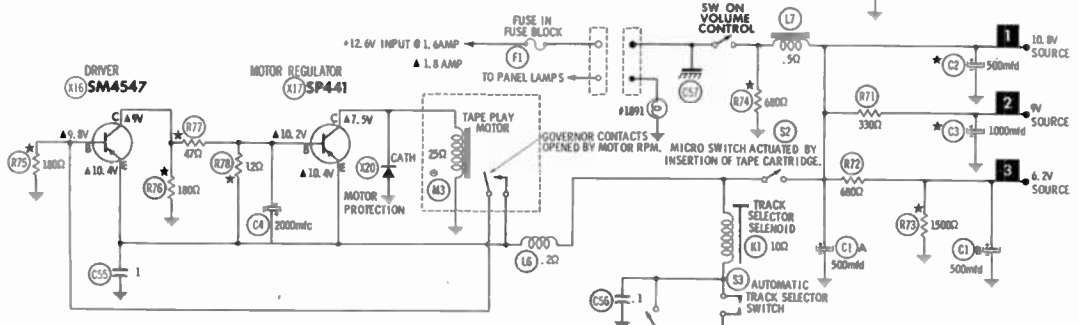 SW ON
VOLUME
CONTROL
L7
.5Ω
FUSE IN
FUSE BLOCK
F1
+12.6V INPUT @ 1.6AMP
▲ 1.8 AMP
TO PANEL LAMPS
#1891
C57
★
R74
680Ω
1
10.8V
SOURCE
★ C2
500mfd
R71
330Ω
2
9V
SOURCE
★ C3
1000mfd
S2
MICRO SWITCH ACTUATED BY
INSERTION OF TAPE CARTRIDGE.
R72
680Ω
3
6.2V
SOURCE
★
R73
1500Ω
C1 A
500mfd
C1 B
500mfd
DRIVER
X16 SM4547
C ▲9V
▲9.8V
B
E
▲10.4V
★
R75
180Ω
★
R77
47Ω
★
R76
180Ω
R78
12Ω
★
C4
2000mfc
MOTOR REGULATOR
X17 SP441
C ▲7.5V
▲10.2V
B
E
▲10.4V
X20
CATH
MOTOR
PROTECTION
TAPE PLAY
MOTOR
25Ω
M3
GOVERNOR CONTACTS
OPENED BY MOTOR RPM.
C55
.1
L6
.2Ω
TRACK
SELECTOR
SELENOID
K1
10Ω
S3
AUTOMATIC
TRACK SELECTOR
SWITCH
C56
.1